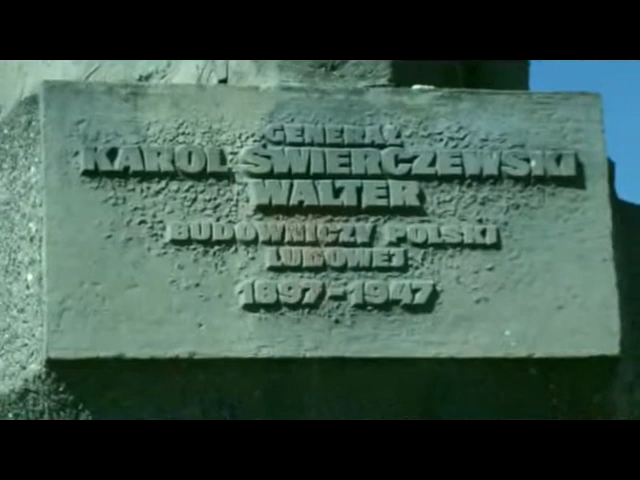 GENERAŁ
KAROL ŚWIERCZEWSKI
WALTER
BUDOWNICZY POLSKI
LUDOWEJ
1897-1947